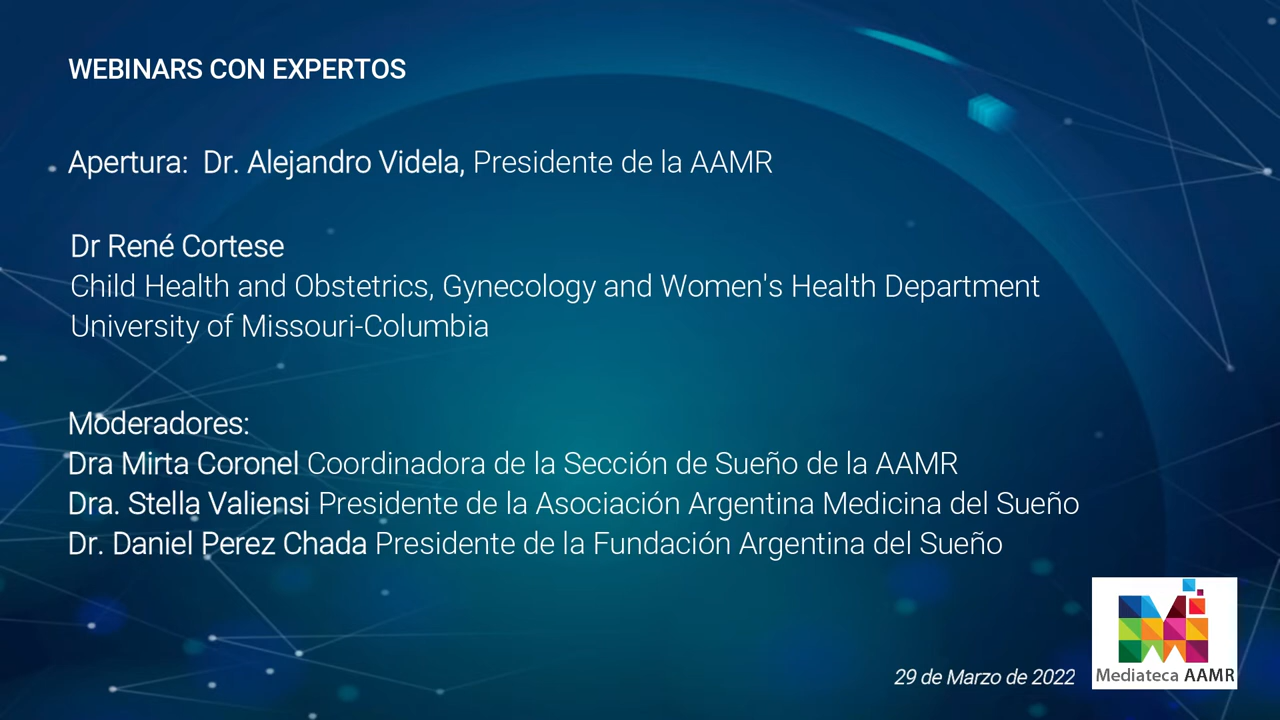 WEBINARS CON EXPERTOS
Apertura: Dr. Alejandro Videla, Presidente de la AAMR
Dr René Cortese
Child Health and Obstetrics, Gynecology and Women's Health Department
University of Missouri-Columbia
Moderadores:
Dra Mirta Coronel Coordinadora de la Sección de Sueño de la AAMR
Dra. Stella Valiensi Presidente de la Asociación Argentina Medicina del Sueño
Dr. Daniel Perez Chada Presidente de la Fundación Argentina del Sueño
29 de Marzo de 2022
Mediateca AAMR